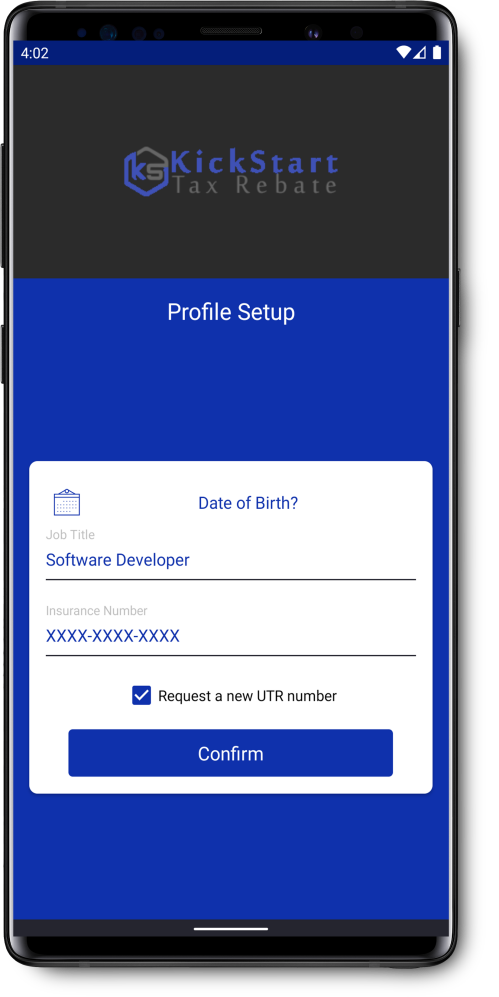 4:02
KS KickStart
Tax Rebate
Profile Setup
Date of Birth?
Job Title
Software Developer
Insurance Number
XXXX-XXXX-XXXX
Request a new UTR number
Confirm